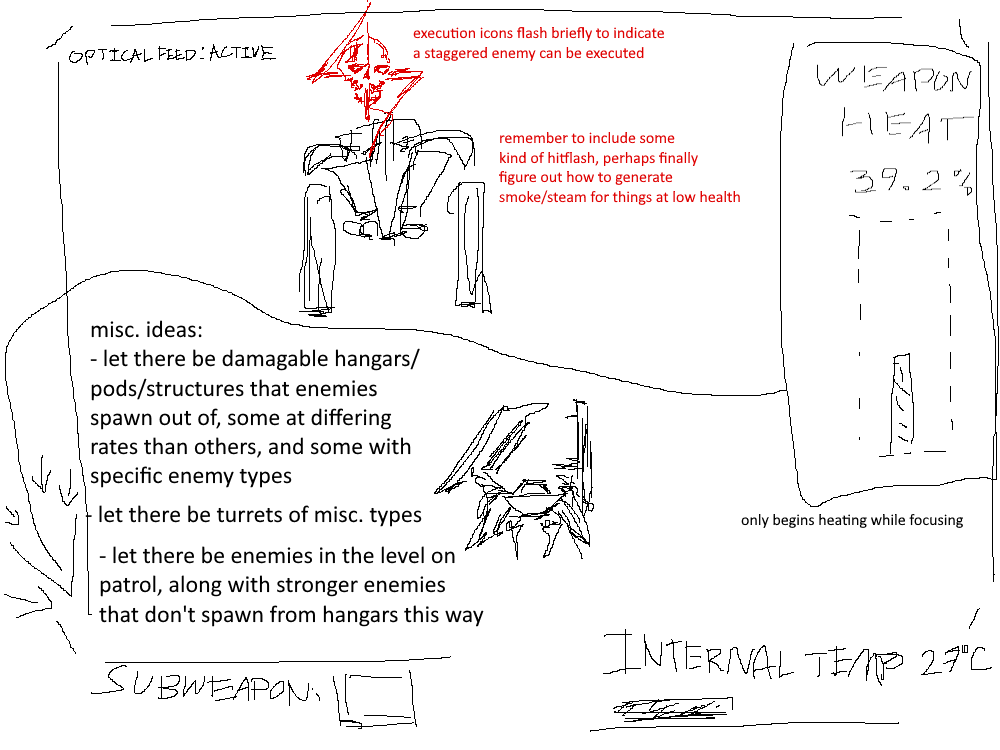 OPTICAL FEED: ACTIVE
execution icons flash briefly to indicate
a staggered enemy can be executed
WEAPON
HEAT
39.2%
remember to include some
kind of hitflash, perhaps finally
figure out how to generate
smoke/steam for things at low health
misc. ideas:
- let there be damagable hangars/
pods/structures that enemies
spawn out of, some at differing
rates than others, and some with
specific enemy types
- let there be turrets of misc. types
- let there be enemies in the level on
patrol, along with stronger enemies
that don't spawn from hangars this way
only begins heating while focusing
INTERNAL TEMP 27°C
SUBWEAPON: